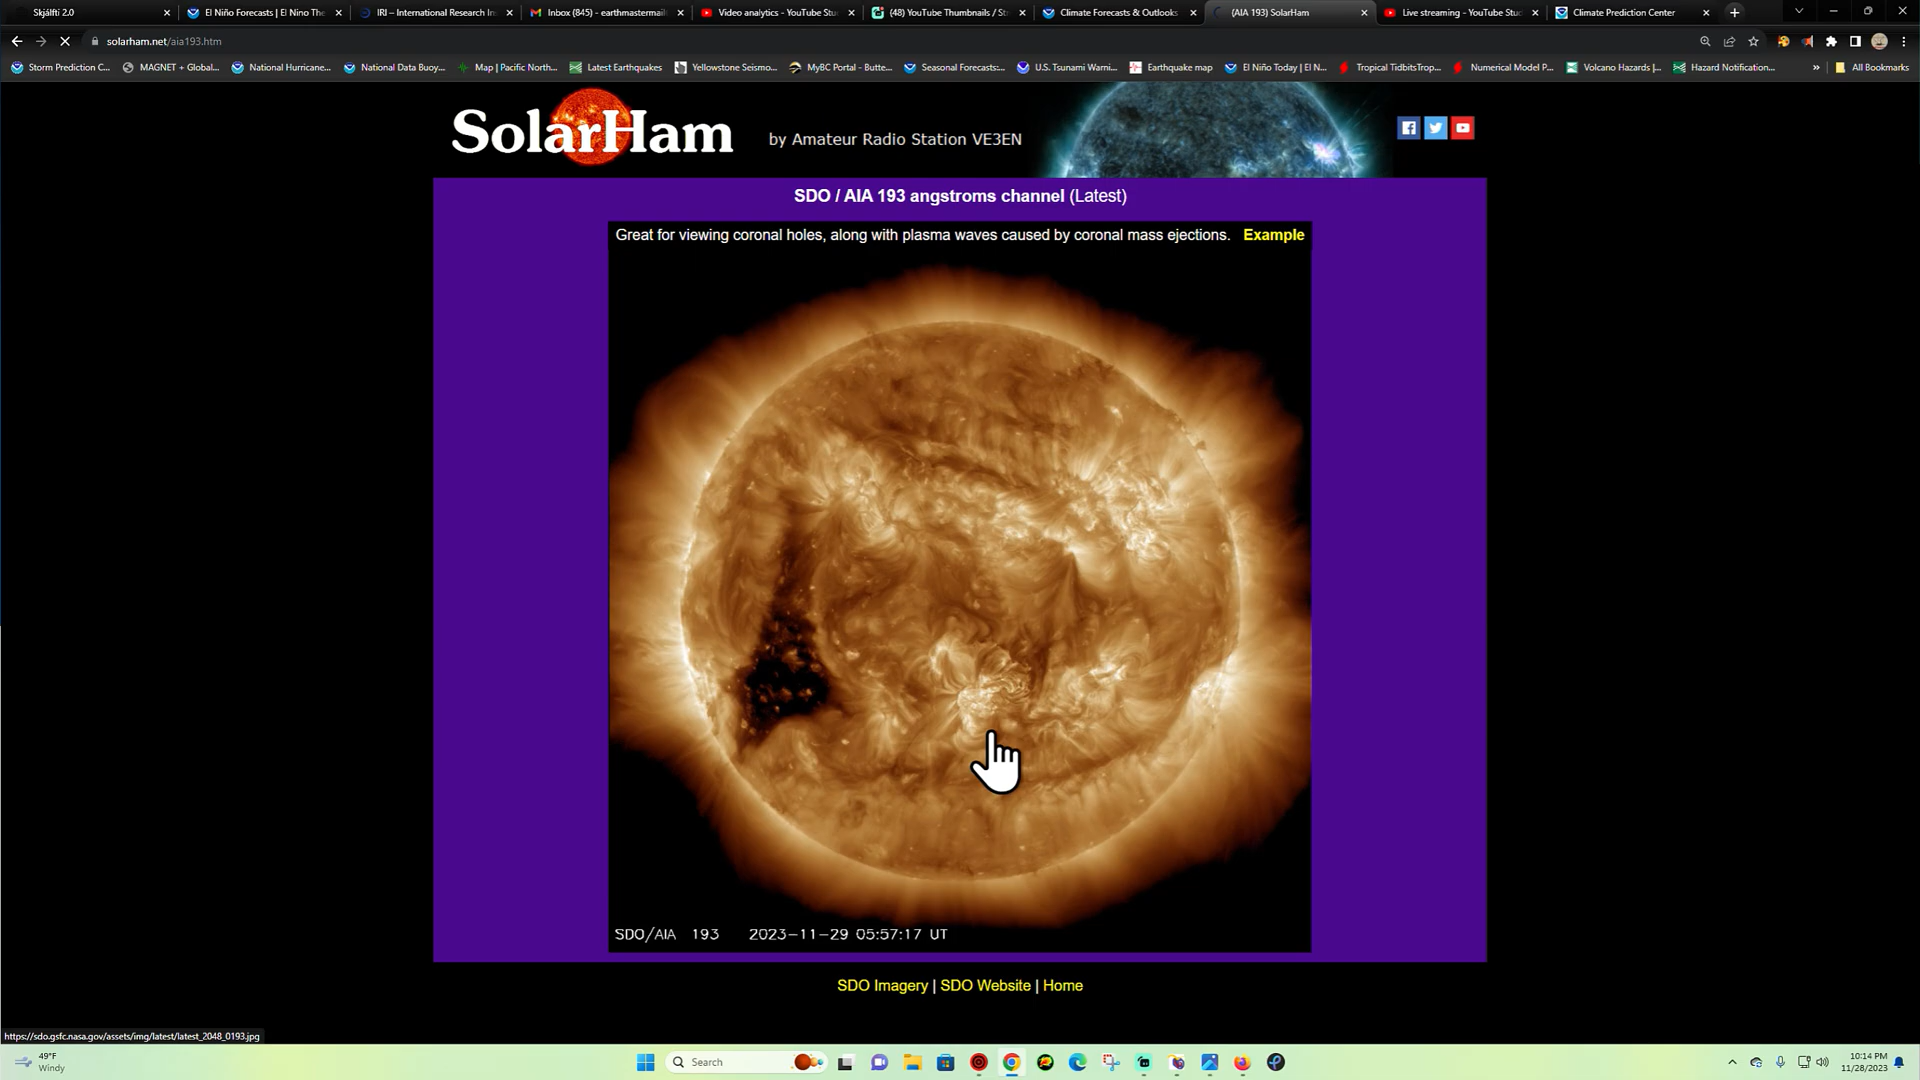 Skjálfti 2.0
El Niño Forecasts | El Nino The
IRI – International Research In
Inbox (845) - earthmastermail
Video analytics - YouTube Stu
(48) YouTube Thumbnails / St
Climate Forecasts & Outlooks
(AIA 193) SolarHam
Live streaming - YouTube Stud
Climate Prediction Center
solarham.net/aia193.htm
Storm Prediction C...
MAGNET + Global...
National Hurricane...
National Data Buoy...
Map | Pacific North...
Latest Earthquakes
Yellowstone Seismo...
MyBC Portal - Butte...
Seasonal Forecasts:...
U.S. Tsunami Warni...
Earthquake map
El Niño Today | El N...
Tropical TidbitsTrop...
Numerical Model P...
Volcano Hazards |...
Hazard Notification...
»
All Bookmarks
SolarHam
by Amateur Radio Station VE3EN
SDO / AIA 193 angstroms channel (Latest)
Great for viewing coronal holes, along with plasma waves caused by coronal mass ejections. Example
SDO/AIA 193 2023-11-29 05:57:17 UT
SDO Imagery | SDO Website | Home
https://sdo.gsfc.nasa.gov/assets/img/latest/latest_2048_0193.jpg
49°F
Windy
Search
10:14 PM
11/28/2023